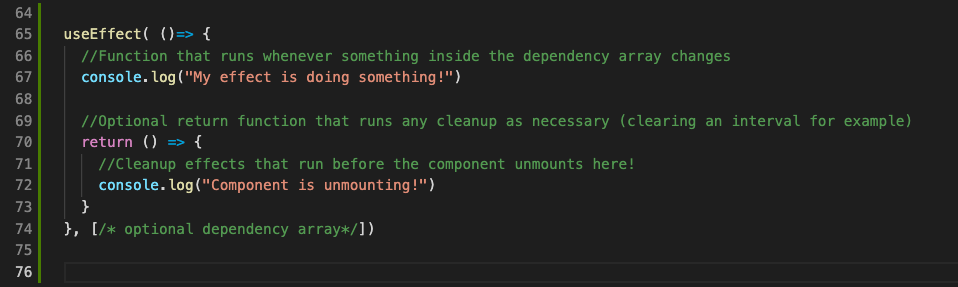 64
65 useEffect( ()=> {
66 //Function that runs whenever something inside the dependency array changes
67 console.log("My effect is doing something!")
68
69 //Optional return function that runs any cleanup as necessary (clearing an interval for example)
70 return () => {
71 //Cleanup effects that run before the component unmounts here!
72 console.log("Component is unmounting!")
73 }
74 }, [/* optional dependency array*/])
75
76